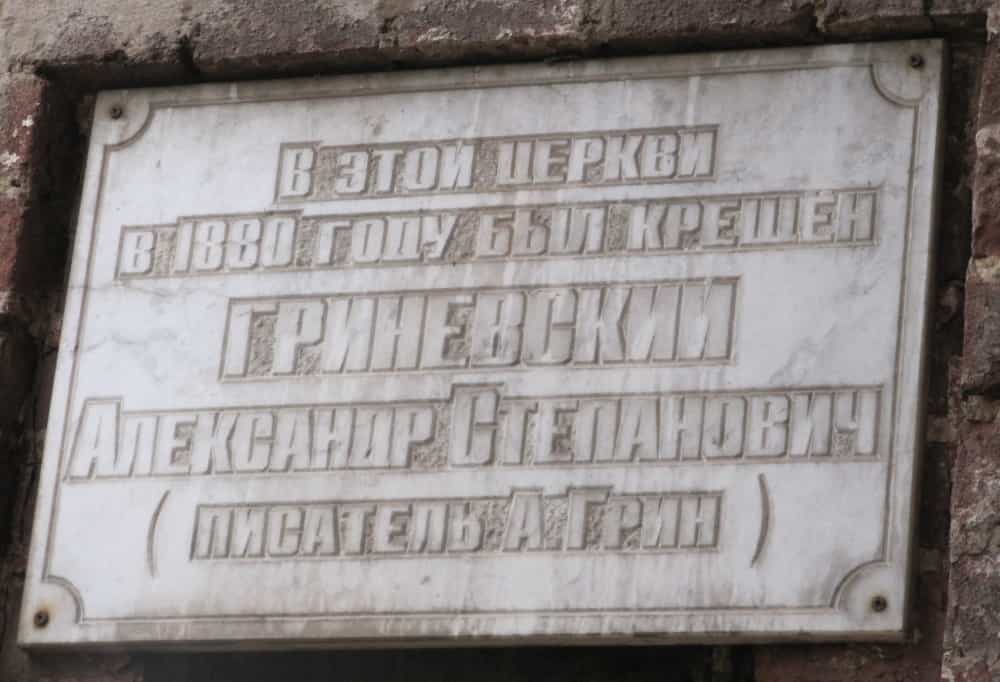 В ЭТОЙ ЦЕРКВИ
В 1880 ГОДУ БЫЛ КРЕЩЁН
ГРИНЕВСКИЙ
АЛЕКСАНДР СТЕПАНОВИЧ
( ПИСАТЕЛЬ А. ГРИН )